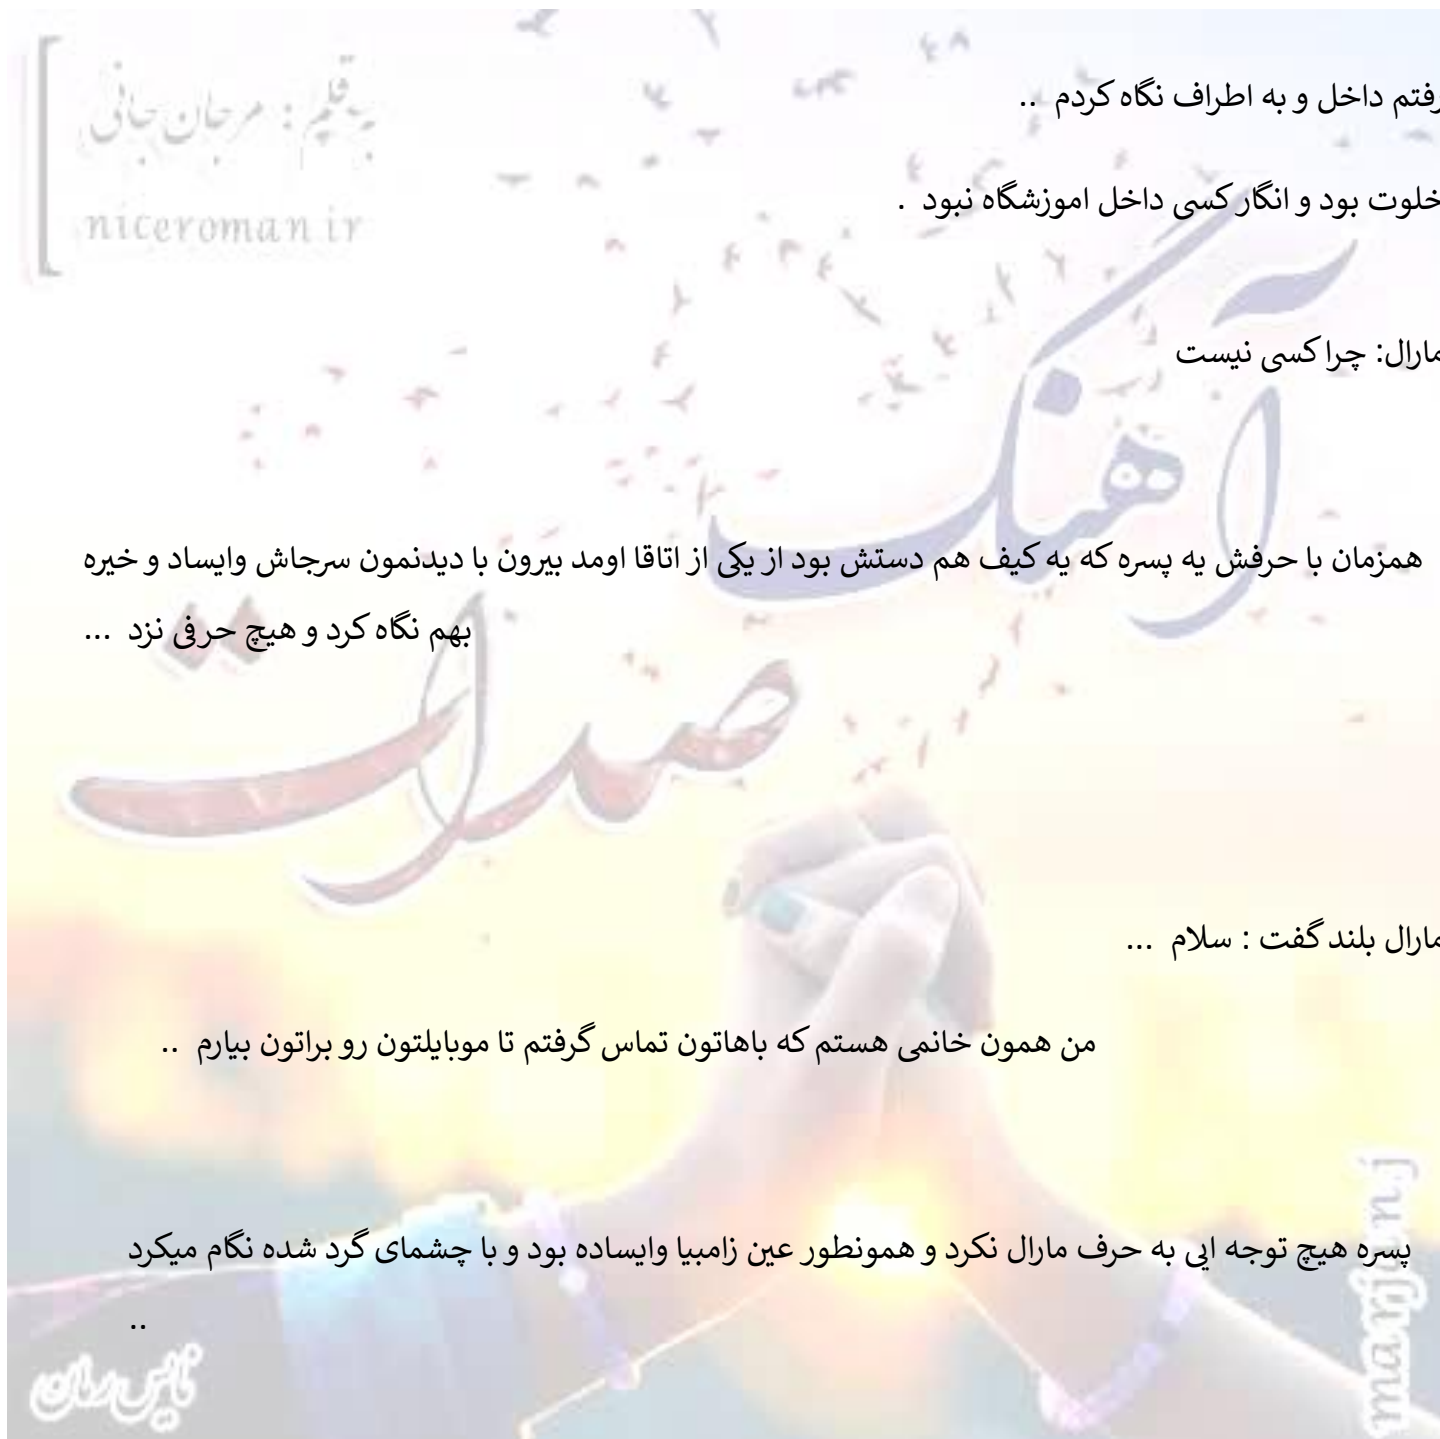 به قلم : مرجان جانی
niceroman.ir
رفتم داخل و به اطراف نگاه کردم ..
خلوت بود و انگار کسی داخل اموزشگاه نبود .
آهنگ
مارال: چرا کسی نیست
همزمان با حرفش یه پسره که یه کیف هم دستش بود از یکی از اتاقا اومد بیرون با دیدنمون سرجاش وایساد و خیره
بهم نگاه کرد و هیچ حرفی نزد ...
صدات
مارال بلند گفت : سلام ...
من همون خانمی هستم که باهاتون تماس گرفتم تا موبایلتون رو براتون بیارم ..
پسره هیچ توجه ایی به حرف مارال نکرد و همونطور عین زامبیا وایساده بود و با چشمای گرد شده نگام میکرد
..
نایس رمان
marjan.j